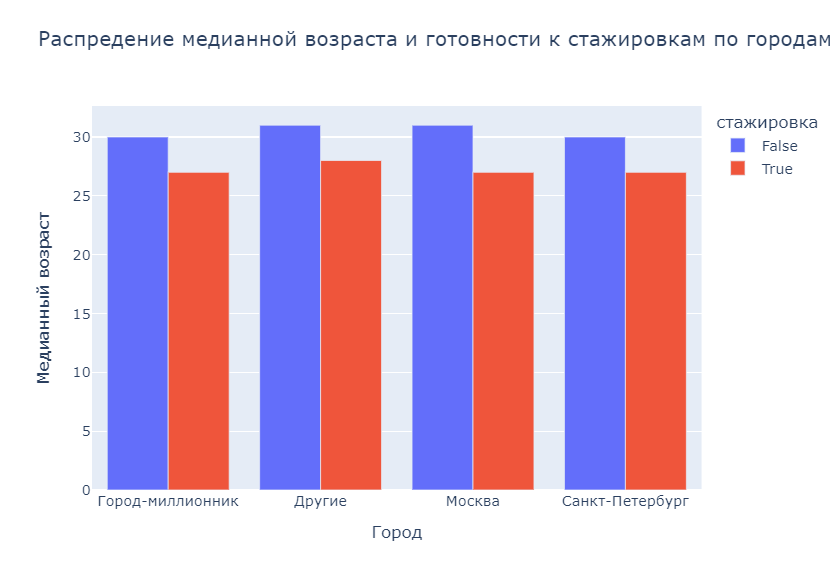 Распредение медианной возраста и готовности к стажировкам по городам
стажировка
False
True
Медианный возраст
30
25
20
15
10
5
0
Город-миллионник
Другие
Москва
Санкт-Петербург
Город